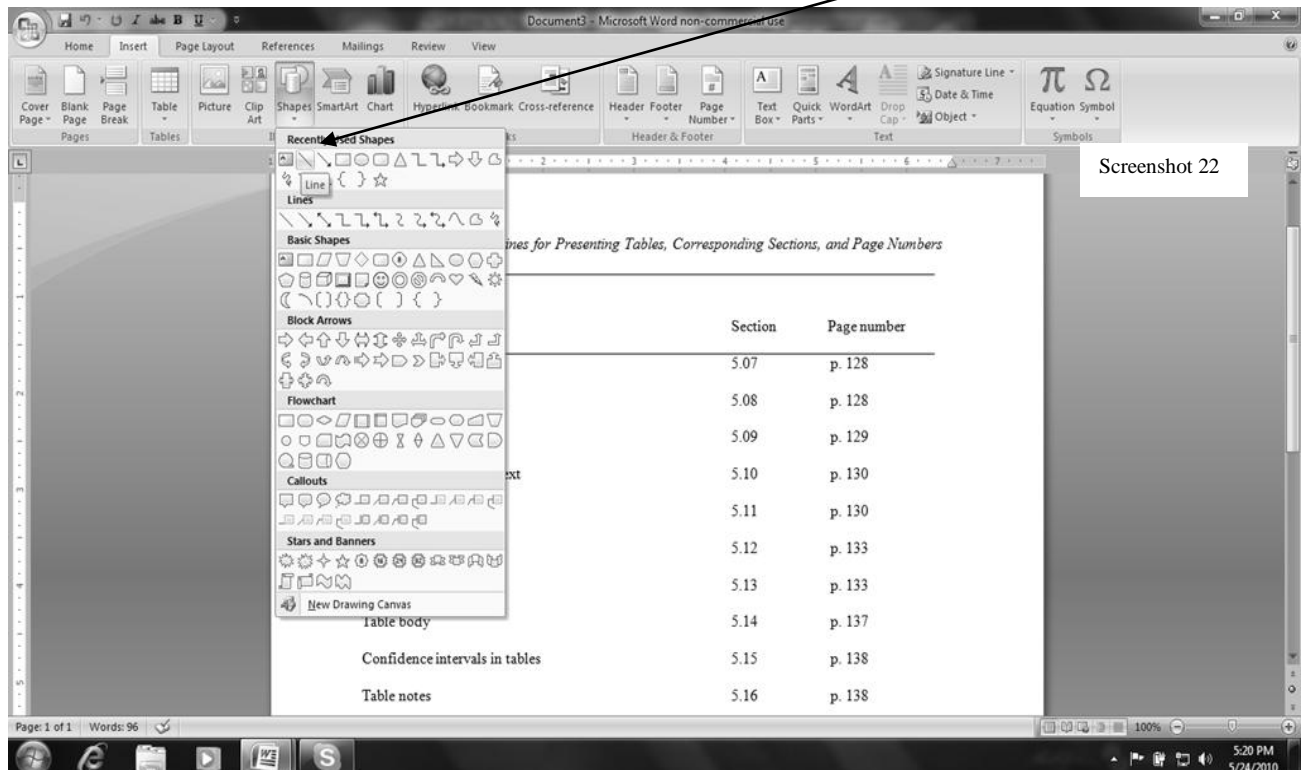 Document3 - Microsoft Word non-commercial use
Home Insert Page Layout References Mailings Review View
Cover Page
Blank Page
Page Break
Table
Picture
Clip Art
Shapes
SmartArt
Chart
Hyperlink
Bookmark
Cross-reference
Header
Footer
Page Number
Text Box
Quick Parts
WordArt
Drop Cap
Signature Line
Date & Time
Object
Equation
Symbol
Pages
Tables
Header & Footer
Text
Symbols
Screenshot 22
Recently Used Shapes
Line
Lines
Basic Shapes
Block Arrows
Flowchart
Callouts
Stars and Banners
New Drawing Canvas
for Presenting Tables, Corresponding Sections, and Page Numbers
Section Page number
5.07 p. 128
5.08 p. 128
5.09 p. 129
5.10 p. 130
5.11 p. 130
5.12 p. 133
5.13 p. 133
Table body 5.14 p. 137
Confidence intervals in tables 5.15 p. 138
Table notes 5.16 p. 138
Page: 1 of 1 Words: 96
100%
5:20 PM
5/24/2010